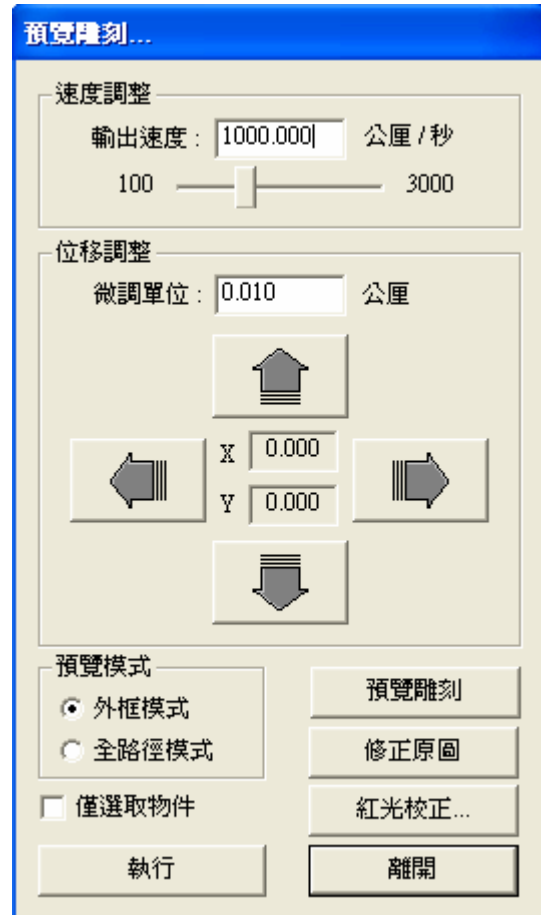 預覽雕刻...
速度調整
輸出速度： 1000.000 公厘 / 秒
100 3000
位移調整
微調單位： 0.010 公厘
X 0.000
Y 0.000
預覽模式
外框模式
全路徑模式
預覽雕刻
修正原圖
僅選取物件
紅光校正...
執行
離開